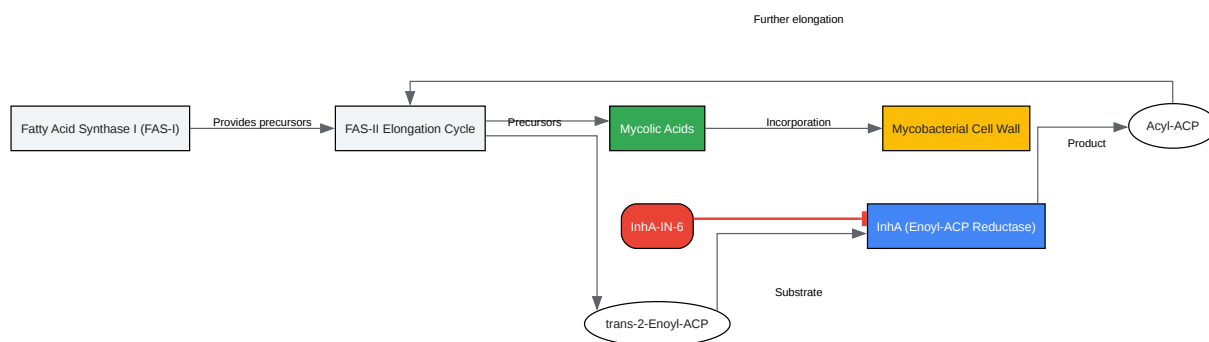 Further elongation
Fatty Acid Synthase I (FAS-I)
Provides precursors
FAS-II Elongation Cycle
Precursors
Mycolic Acids
Incorporation
Mycobacterial Cell Wall
Acyl-ACP
Product
InhA-IN-6
InhA (Enoyl-ACP Reductase)
Substrate
trans-2-Enoyl-ACP